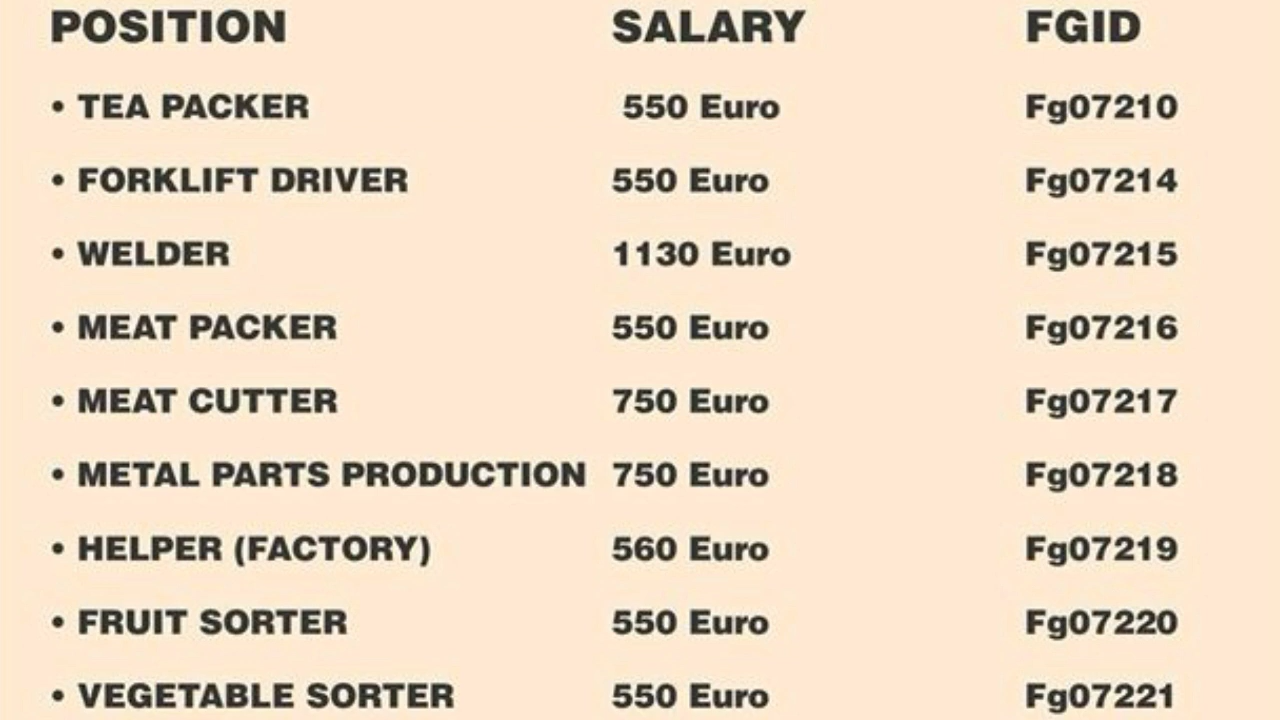 POSITION SALARY FGID
• TEA PACKER 550 Euro Fg07210
• FORKLIFT DRIVER 550 Euro Fg07214
• WELDER 1130 Euro Fg07215
• MEAT PACKER 550 Euro Fg07216
• MEAT CUTTER 750 Euro Fg07217
• METAL PARTS PRODUCTION 750 Euro Fg07218
• HELPER (FACTORY) 560 Euro Fg07219
• FRUIT SORTER 550 Euro Fg07220
• VEGETABLE SORTER 550 Euro Fg07221